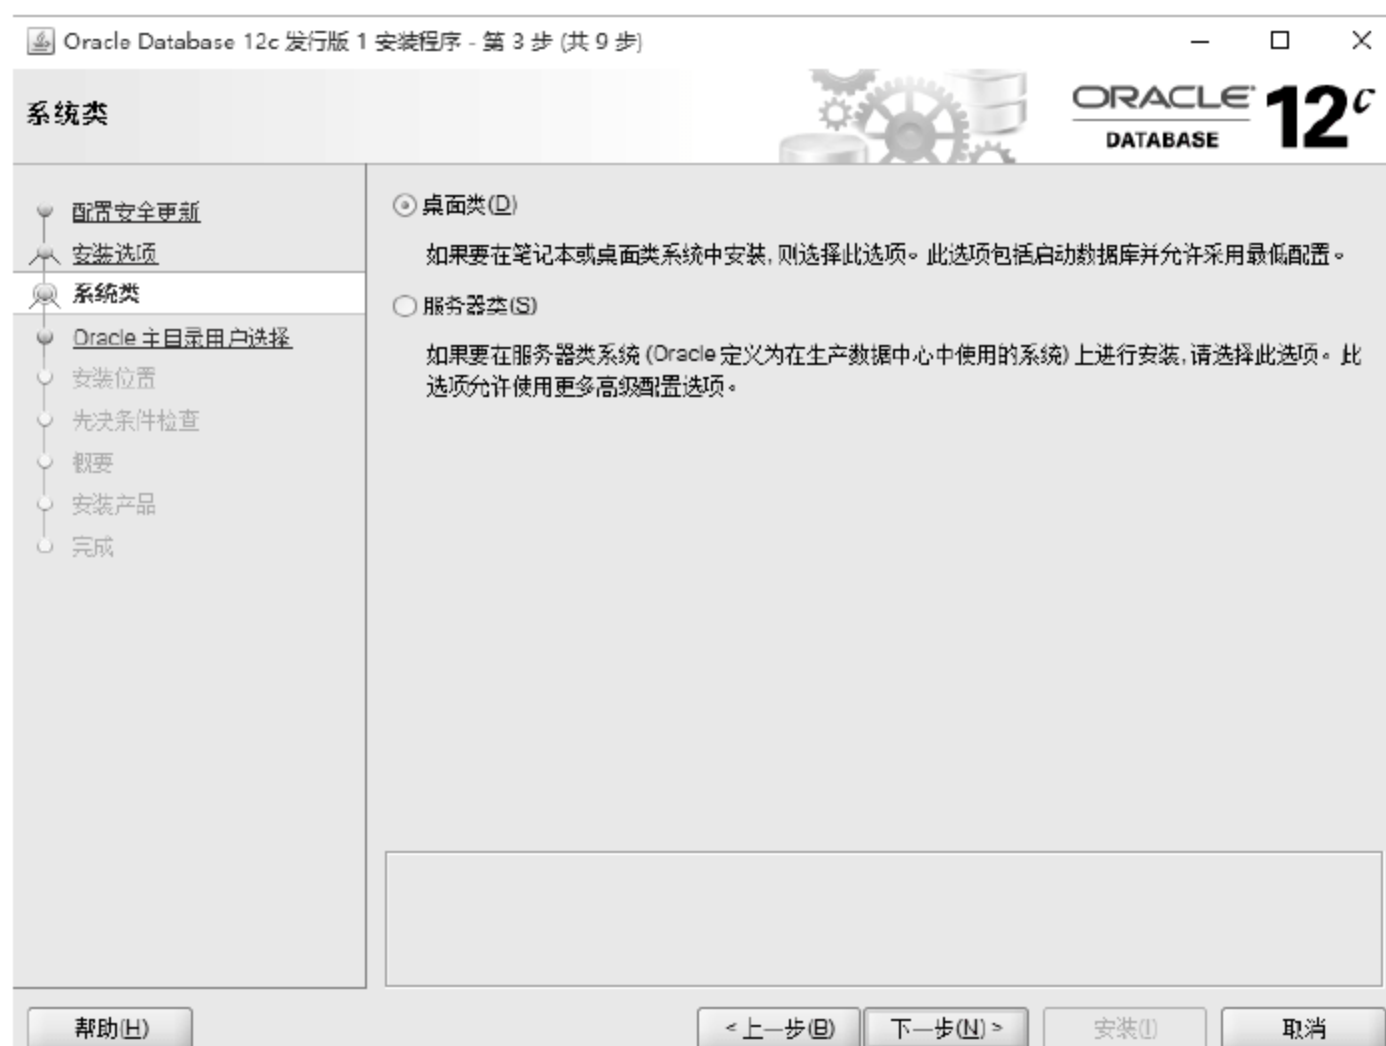 Oracle Database 12c 发行版 1 安装程序 - 第 3 步 (共 9 步)
系统类
ORACLE
DATABASE
12c
配置安全更新
安装选项
系统类
Oracle 主目录用户选择
安装位置
先决条件检查
概要
安装产品
完成
桌面类(D)
如果要在笔记本或桌面类系统中安装, 则选择此选项。此选项包括启动数据库并允许采用最低配置。
服务器类(S)
如果要在服务器类系统 (Oracle 定义为在生产数据中心中使用的系统) 上进行安装, 请选择此选项。此
选项允许使用更多高级配置选项。
帮助(H)
< 上一步(B)
下一步(N) >
安装(I)
取消